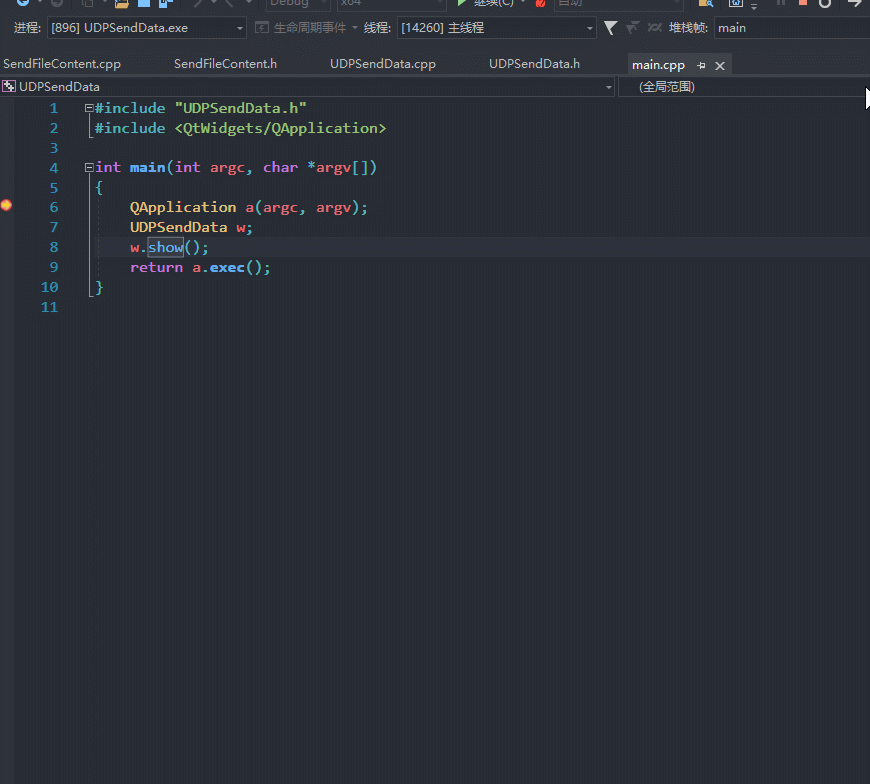 Debug x64 继续(C) 自动
进程: [896] UDPSendData.exe 生命周期事件 线程: [14260] 主线程 堆栈帧: main
SendFileContent.cpp SendFileContent.h UDPSendData.cpp UDPSendData.h main.cpp
UDPSendData (全局范围)
1 #include "UDPSendData.h"
2 #include <QtWidgets/QApplication>
3
4 int main(int argc, char *argv[])
5 {
6 QApplication a(argc, argv);
7 UDPSendData w;
8 w.show();
9 return a.exec();
10 }
11